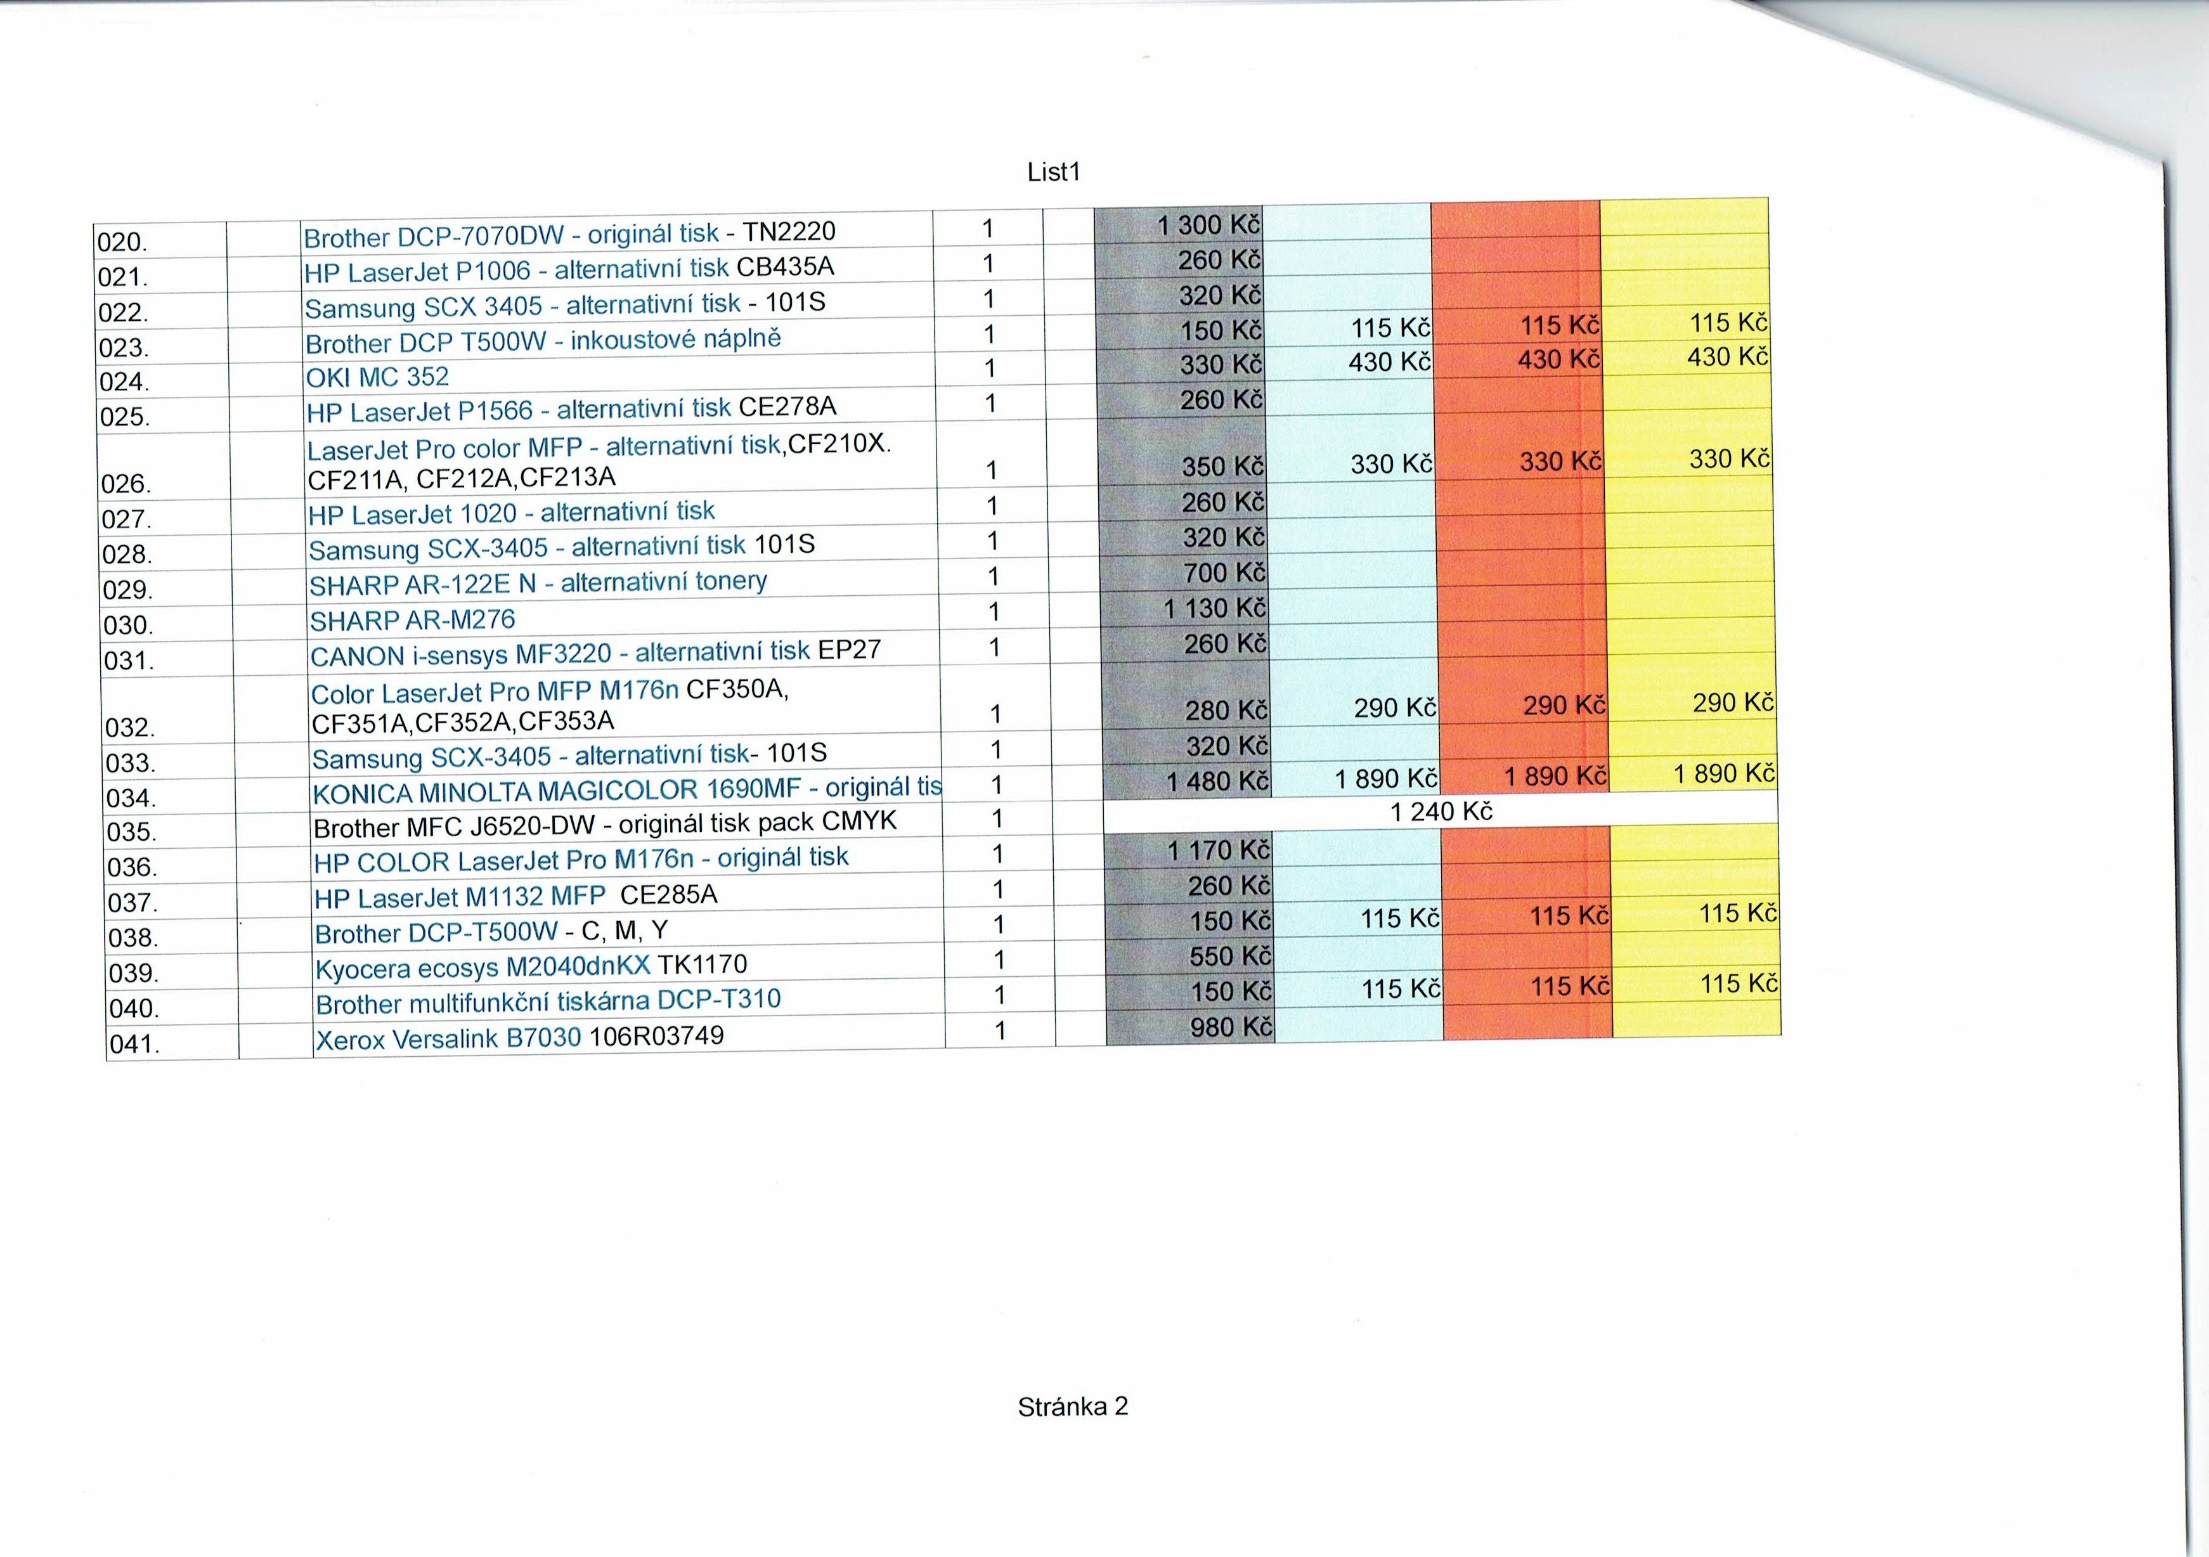 List1
020. Brother DCP-7070DW - originál tisk - TN2220 1 1 300 Kč
021. HP LaserJet P1006 - alternativní tisk CB435A 1 260 Kč
022. Samsung SCX 3405 - alternativní tisk - 101S 1 320 Kč
023. Brother DCP T500W - inkoustové náplně 1 150 Kč 115 Kč 115 Kč 115 Kč
024. OKI MC 352 1 330 Kč 430 Kč 430 Kč 430 Kč
025. HP LaserJet P1566 - alternativní tisk CE278A 1 260 Kč
LaserJet Pro color MFP - alternativní tisk,CF210X.
026. CF211A, CF212A,CF213A 1 350 Kč 330 Kč 330 Kč 330 Kč
027. HP LaserJet 1020 - alternativní tisk 1 260 Kč
028. Samsung SCX-3405 - alternativní tisk 101S 1 320 Kč
029. SHARP AR-122E N - alternativní tonery 1 700 Kč
030. SHARP AR-M276 1 1 130 Kč
031. CANON i-sensys MF3220 - alternativní tisk EP27 1 260 Kč
Color LaserJet Pro MFP M176n CF350A,
032. CF351A,CF352A,CF353A 1 280 Kč 290 Kč 290 Kč 290 Kč
033. Samsung SCX-3405 - alternativní tisk- 101S 1 320 Kč
034. KONICA MINOLTA MAGICOLOR 1690MF - originál tis 1 1 480 Kč 1 890 Kč 1 890 Kč 1 890 Kč
035. Brother MFC J6520-DW - originál tisk pack CMYK 1 1 240 Kč
036. HP COLOR LaserJet Pro M176n - originál tisk 1 1 170 Kč
037. HP LaserJet M1132 MFP CE285A 1 260 Kč
038. Brother DCP-T500W - C, M, Y 1 150 Kč 115 Kč 115 Kč 115 Kč
039. Kyocera ecosys M2040dnKX TK1170 1 550 Kč
040. Brother multifunkční tiskárna DCP-T310 1 150 Kč 115 Kč 115 Kč 115 Kč
041. Xerox Versalink B7030 106R03749 1 980 Kč
Stránka 2